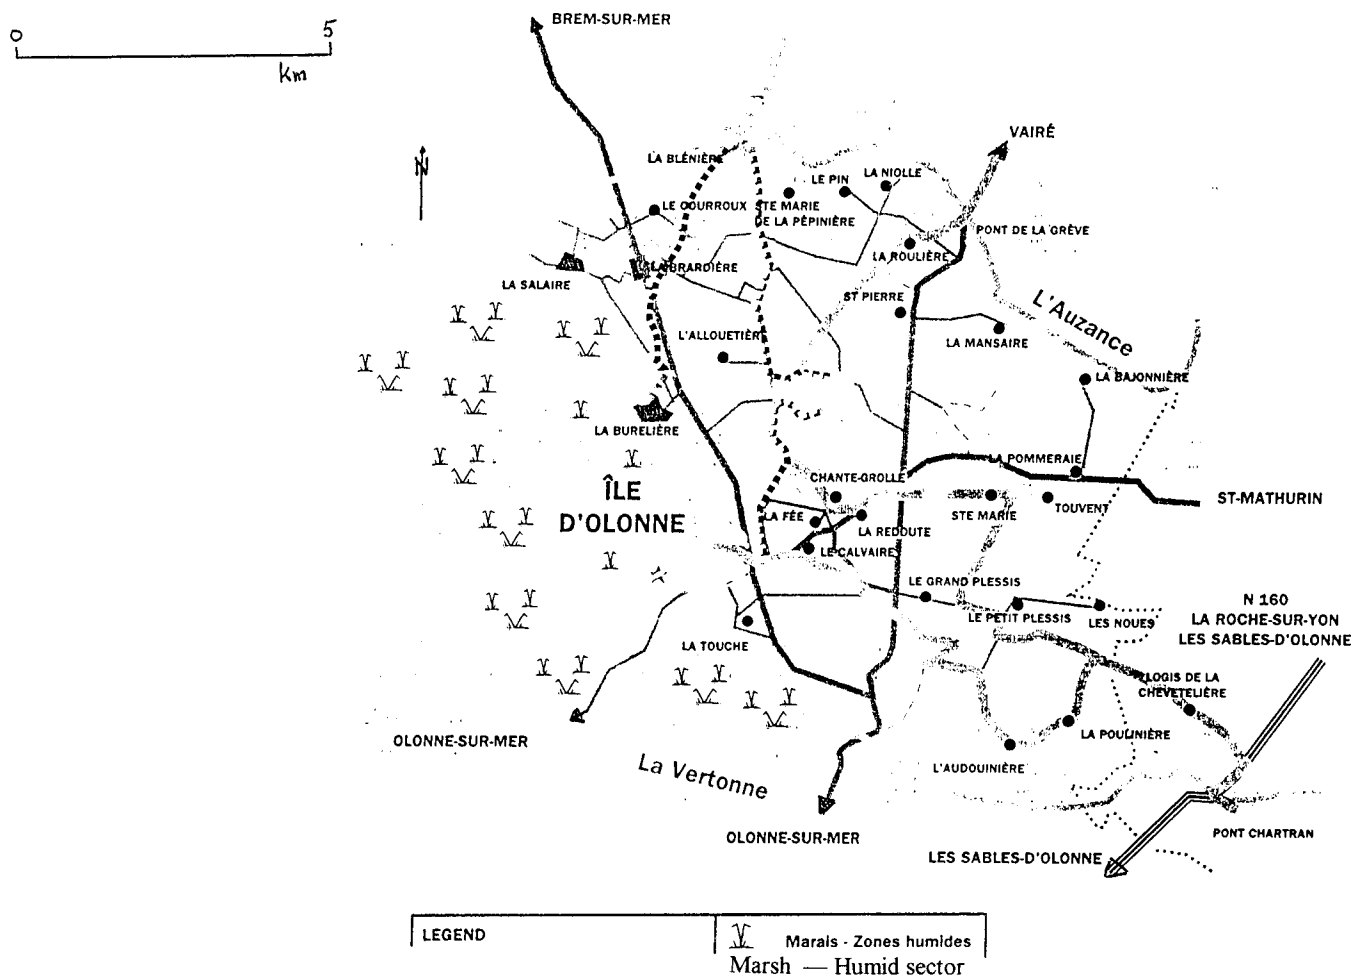 BREM-SUR-MER
0 5
km
VAIRÉ
N
LA BLÉNIÈRE
LE PIN
LA NIOLLE
LE COURROUX
STE MARIE
DE LA PÉPINIÈRE
PONT DE LA GRÈVE
LA ROULIÈRE
LA BRARDIÈRE
LA SALAIRE
ST PIERRE
L'Auzance
L'ALLOUETIÈR
LA MANSAIRE
LA BAJONNIÈRE
LA BURELIÈRE
LA POMMERAIE
CHANTE-GROLLE
ÎLE
D'OLONNE
ST-MATHURIN
STE MARIE
TOUVENT
LA FÉE
LA REDOUTE
LE CALVAIRE
LE GRAND PLESSIS
LE PETIT PLESSIS
LES NOUES
N 160
LA ROCHE-SUR-YON
LES SABLES-D'OLONNE
LA TOUCHE
LOGIS DE LA
CHEVETELIÈRE
OLONNE-SUR-MER
LA POULINIÈRE
L'AUDOUINIÈRE
La Vertonne
OLONNE-SUR-MER
PONT CHARTRAN
LES SABLES-D'OLONNE
LEGEND
Marais - Zones humides
Marsh — Humid sector